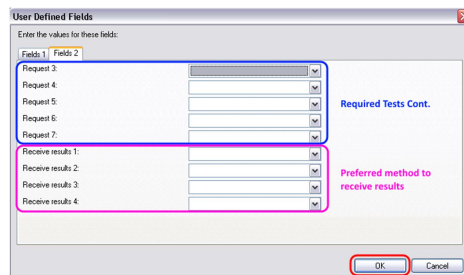 User Defined Fields
Enter the values for these fields:
Fields 1 Fields 2
Request 3:
Request 4:
Request 5:
Request 6:
Request 7:
Required Tests Cont.
Receive results 1:
Receive results 2:
Receive results 3:
Receive results 4:
Preferred method to
receive results
OK Cancel